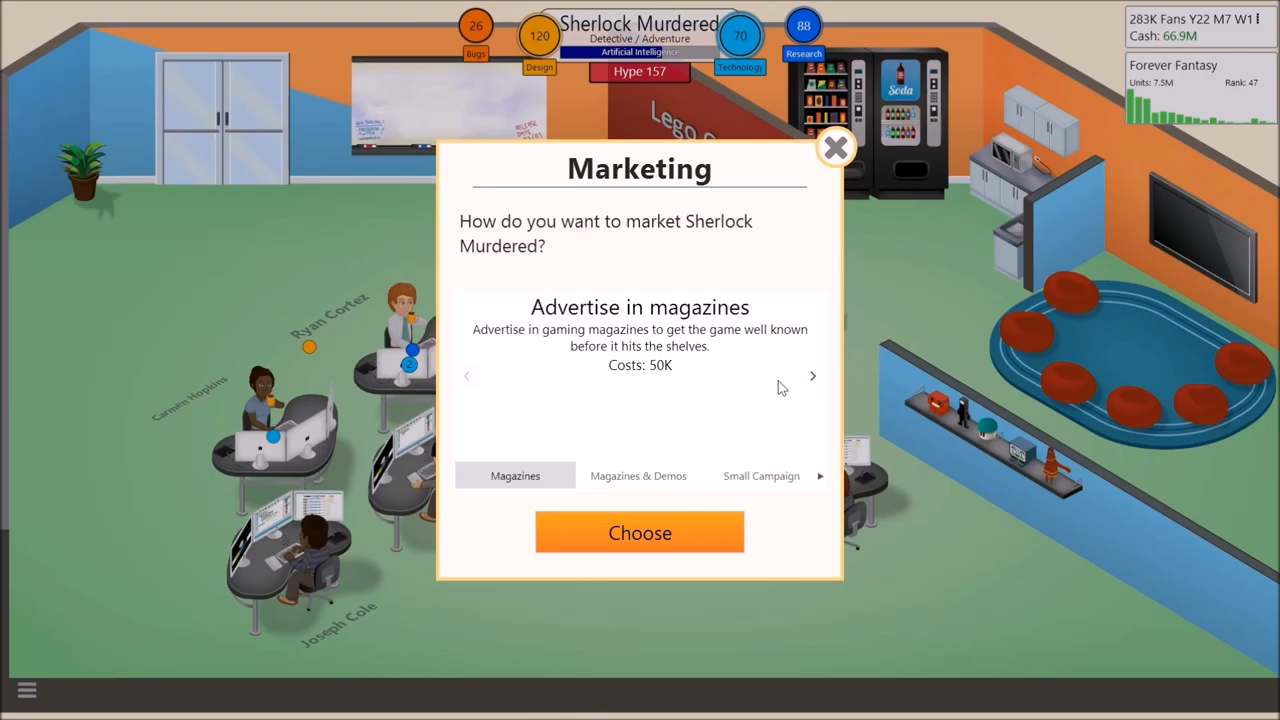 26
Bugs
120
Design
Sherlock Murdered
Detective / Adventure
Artificial Intelligence
Hype 157
70
Technology
88
Research
283K Fans Y22 M7 W1
Cash: 66.9M
Forever Fantasy
Units: 7.5M
Rank: 47
Soda
RELEASE
Lego
Marketing
How do you want to market Sherlock
Murdered?
Advertise in magazines
Advertise in gaming magazines to get the game well known
before it hits the shelves.
Costs: 50K
Magazines
Magazines & Demos
Small Campaign
Choose
Ryan Cortez
Carmen Hopkins
2
Joseph Cole